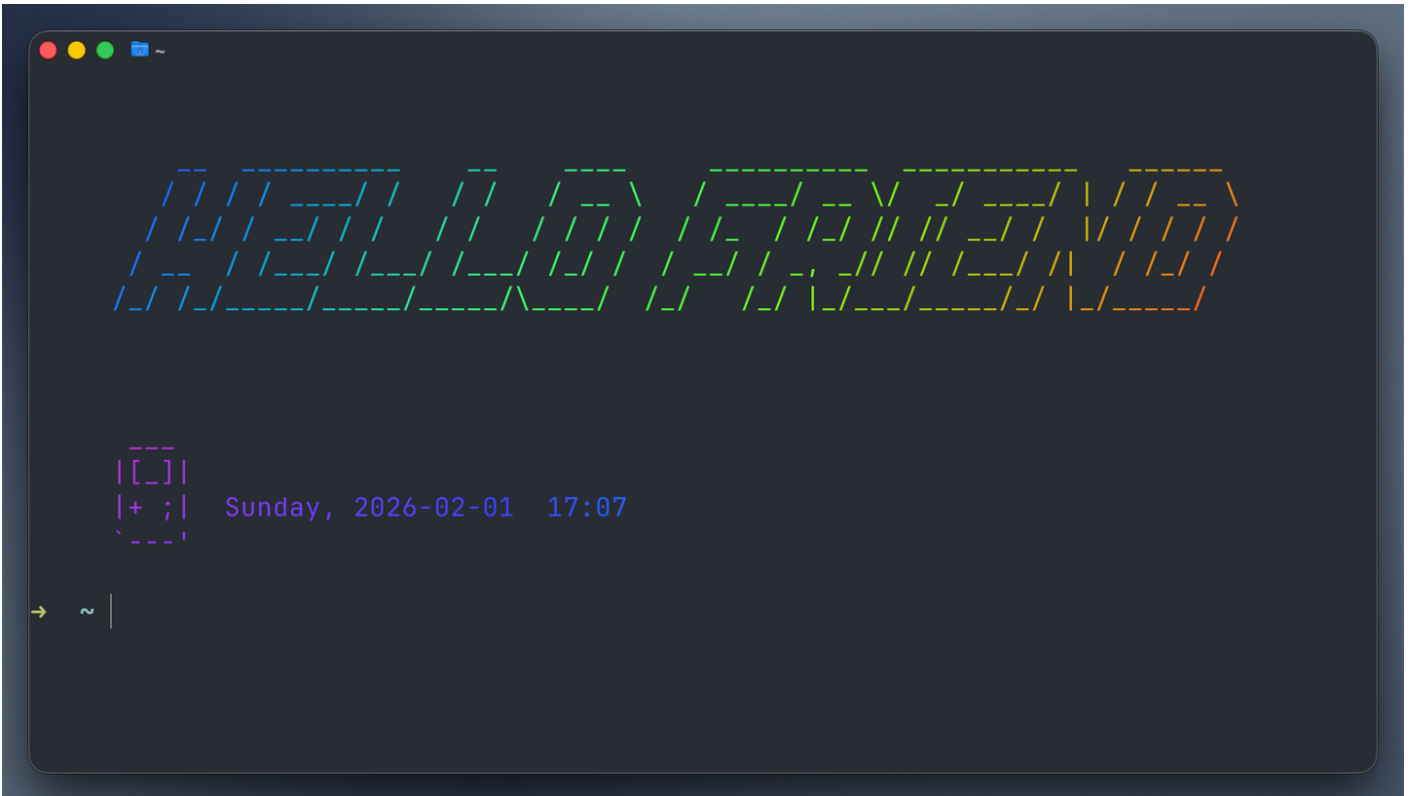 ~
HELLO FRIEND
|[_]|
|+ ;|  Sunday, 2026-02-01  17:07
➜  ~